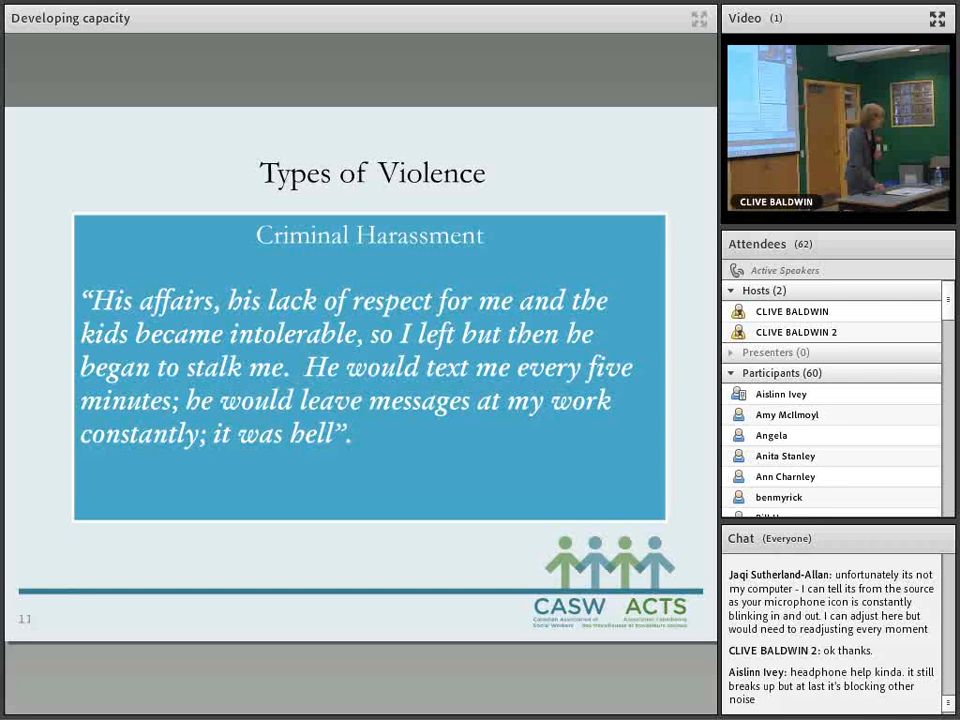 Developing capacity
Types of Violence
Criminal Harassment
“His affairs, his lack of respect for me and the
kids became intolerable, so I left but then he
began to stalk me. He would text me every five
minutes; he would leave messages at my work
constantly; it was hell”.
11
CASW ACTS
Canadian Association of
Social Workers
Video (1)
CLIVE BALDWIN
Attendees (62)
Active Speakers
Hosts (2)
CLIVE BALDWIN
CLIVE BALDWIN 2
Presenters (0)
Participants (60)
Aislinn Ivey
Amy McIlmoyl
Angela
Anita Stanley
Ann Charnley
benmyrick
Chat (Everyone)
Jaqi Sutherland-Allan: unfortunately its not
my computer - I can tell its from the source
as your microphone icon is constantly
blinking in and out. I can adjust here but
would need to readjusting every moment
CLIVE BALDWIN 2: ok thanks.
Aislinn Ivey: headphone help kinda. it still
breaks up but at last it's blocking other
noise